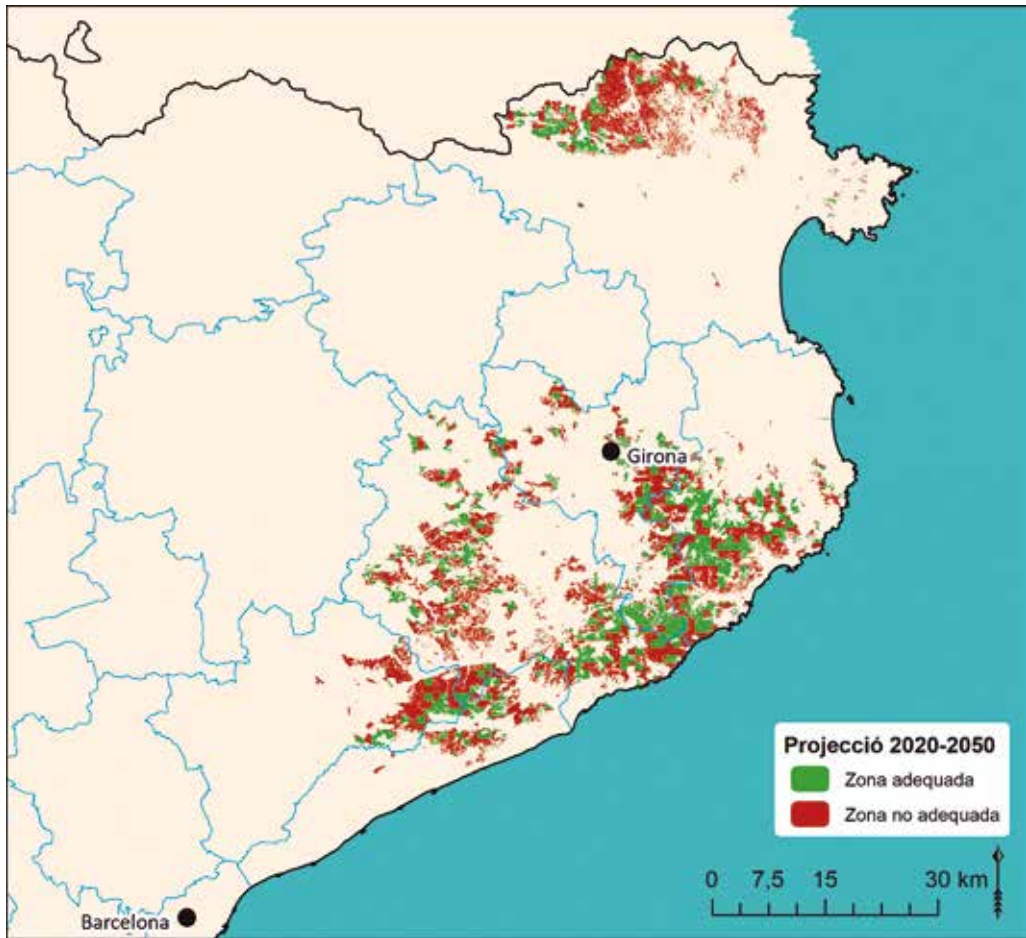 Girona
Projecció 2020-2050
Zona adequada
Zona no adequada
0 7,5 15 30 km
Barcelona